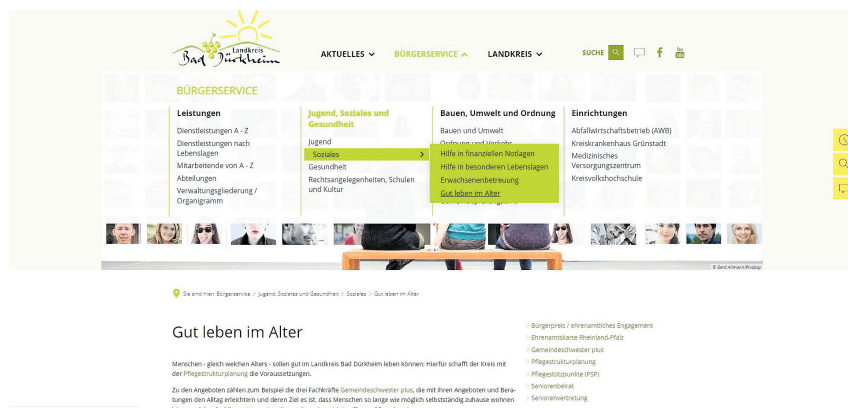 Landkreis
Bad Dürkheim
AKTUELLES
BÜRGERSERVICE
LANDKREIS
SUCHE
You
BÜRGERSERVICE
Leistungen
Dienstleistungen A - Z
Dienstleistungen nach
Lebenslagen
Mitarbeitende von A - Z
Abteilungen
Verwaltungsgliederung /
Organigramm
Jugend, Soziales und
Gesundheit
Jugend
Soziales
Gesundheit
Rechtsangelegenheiten, Schulen
und Kultur
Bauen, Umwelt und Ordnung
Bauen und Umwelt
Ordnung und Verkehr
Hilfe in finanziellen Notlagen
Hilfe in besonderen Lebenslagen
Erwachsenenbetreuung
Gut leben im Alter
Einrichtungen
Abfallwirtschaftsbetrieb (AWB)
Kreiskrankenhaus Grünstadt
Medizinisches
Versorgungszentrum
Kreisvolkshochschule
© Gerd Altmann/Pixabay
Sie sind hier: Bürgerservice > Jugend, Soziales und Gesundheit > Soziales > Gut leben im Alter
Gut leben im Alter
Menschen - gleich welchen Alters - sollen gut im Landkreis Bad Dürkheim leben können: Hierfür schafft der Kreis mit
der Pflegestrukturplanung die Voraussetzungen.
Zu den Angeboten zählen zum Beispiel die drei Fachkräfte Gemeindeschwester plus, die mit ihren Angeboten und Bera-
tungen den Alltag erleichtern und deren Ziel es ist, dass Menschen so lange wie möglich selbstständig zuhause wohnen
Bürgerpreis / ehrenamtliches Engagement
Ehrenamtskarte Rheinland-Pfalz
Gemeindeschwester plus
Pflegestrukturplanung
Pflegestützpunkte (PSP)
Seniorenbeirat
Seniorenvertretung